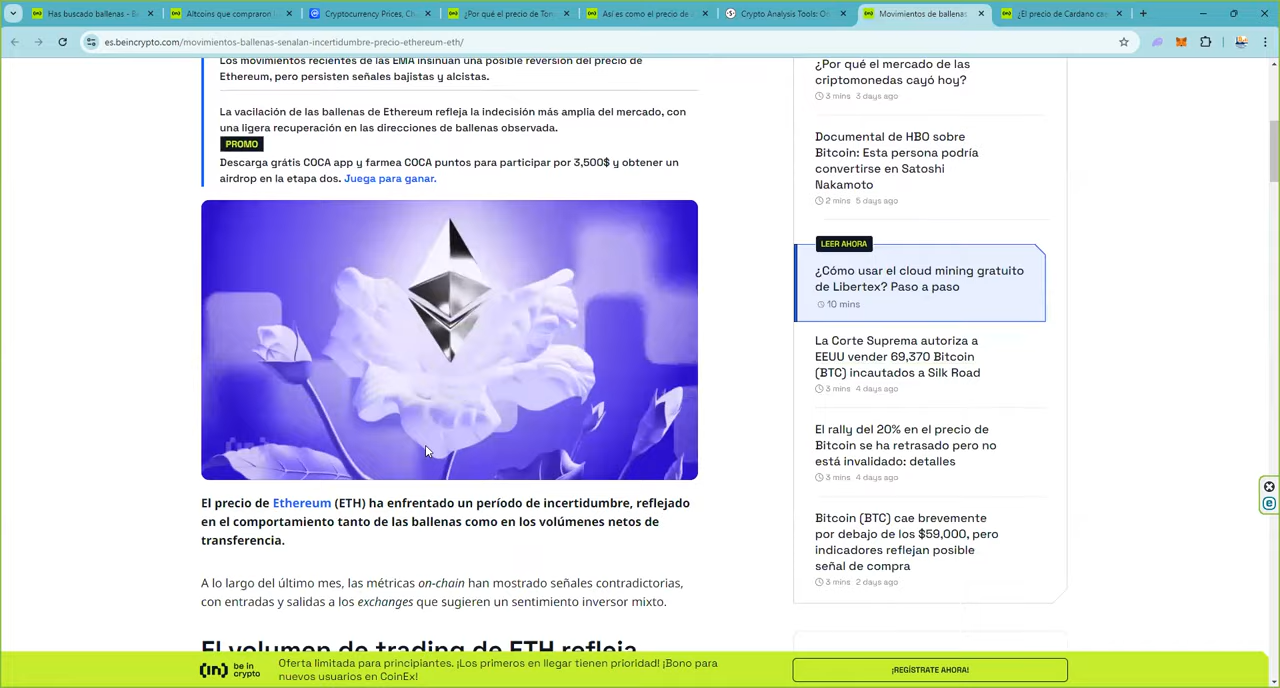 Has buscado ballenas - B
Altcoins que compraron l
Cryptocurrency Prices, Ch
¿Por qué el precio de Ton
Así es como el precio de
Crypto Analysis Tools: O
Movimientos de ballenas
¿El precio de Cardano ca
es.beincrypto.com/movimientos-ballenas-senalan-incertidumbre-precio-ethereum-eth/
Los movimientos recientes de las EMA insinúan una posible reversión del precio de
Ethereum, pero persisten señales bajistas y alcistas.
La vacilación de las ballenas de Ethereum refleja la indecisión más amplia del mercado, con
una ligera recuperación en las direcciones de ballenas observada.
PROMO
Descarga grátis COCA app y farmea COCA puntos para participar por 3,500$ y obtener un
airdrop en la etapa dos. Juega para ganar.
El precio de Ethereum (ETH) ha enfrentado un período de incertidumbre, reflejado
en el comportamiento tanto de las ballenas como en los volúmenes netos de
transferencia.
A lo largo del último mes, las métricas on-chain han mostrado señales contradictorias,
con entradas y salidas a los exchanges que sugieren un sentimiento inversor mixto.
El volumen de trading de ETH refleja
¿Por qué el mercado de las
criptomonedas cayó hoy?
3 mins 3 days ago
Documental de HBO sobre
Bitcoin: Esta persona podría
convertirse en Satoshi
Nakamoto
2 mins 5 days ago
LEER AHORA
¿Cómo usar el cloud mining gratuito
de Libertex? Paso a paso
10 mins
La Corte Suprema autoriza a
EEUU vender 69,370 Bitcoin
(BTC) incautados a Silk Road
3 mins 4 days ago
El rally del 20% en el precio de
Bitcoin se ha retrasado pero no
está invalidado: detalles
3 mins 4 days ago
Bitcoin (BTC) cae brevemente
por debajo de los $59,000, pero
indicadores reflejan posible
señal de compra
3 mins 2 days ago
(in) be in
crypto
Oferta limitada para principiantes. ¡Los primeros en llegar tienen prioridad! ¡Bono para
nuevos usuarios en CoinEx!
¡REGÍSTRATE AHORA!